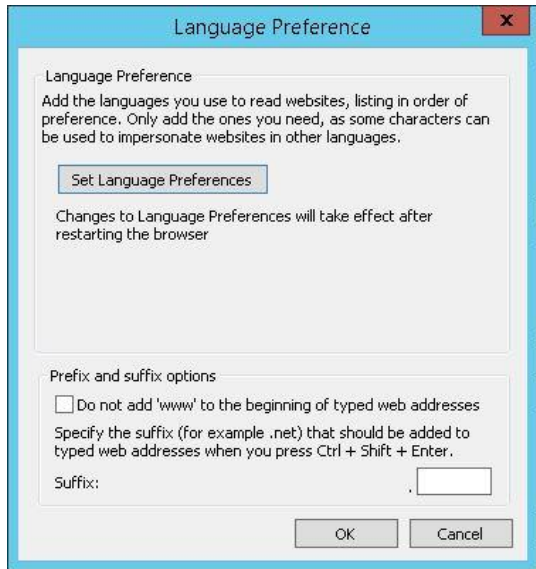 Language Preference
x
Language Preference
Add the languages you use to read websites, listing in order of
preference. Only add the ones you need, as some characters can
be used to impersonate websites in other languages.
Set Language Preferences
Changes to Language Preferences will take effect after
restarting the browser
Prefix and suffix options
Do not add 'www' to the beginning of typed web addresses
Specify the suffix (for example .net) that should be added to
typed web addresses when you press Ctrl + Shift + Enter.
Suffix: .
OK Cancel